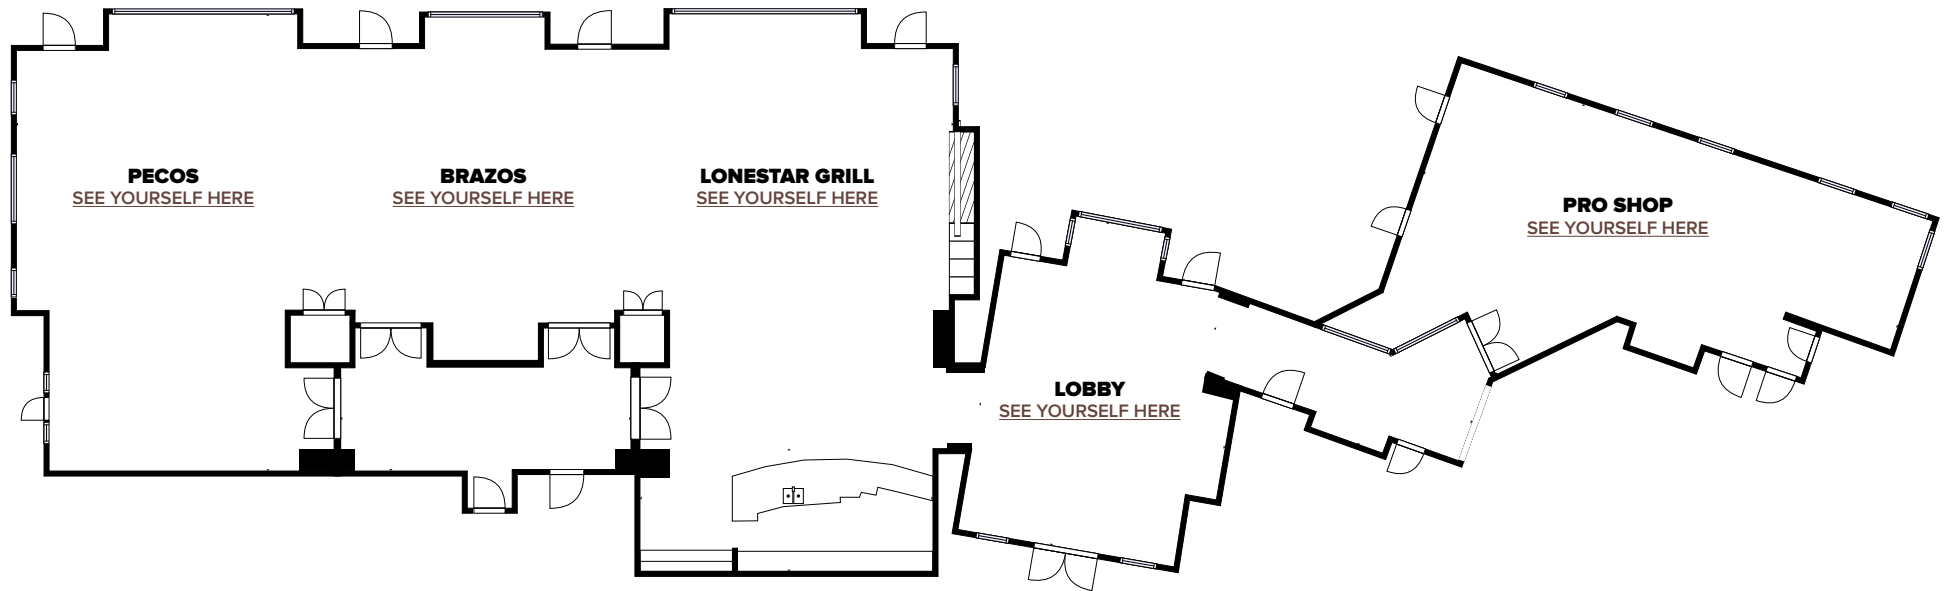 PECOS
SEE YOURSELF HERE
BRAZOS
SEE YOURSELF HERE
LONESTAR GRILL
SEE YOURSELF HERE
PRO SHOP
SEE YOURSELF HERE
LOBBY
SEE YOURSELF HERE